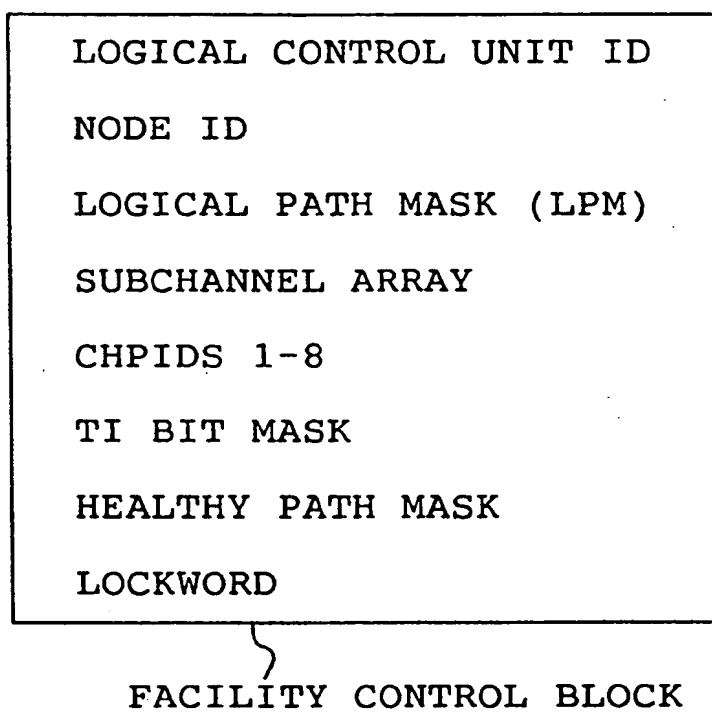 LOGICAL CONTROL UNIT ID
NODE ID
LOGICAL PATH MASK (LPM)
SUBCHANNEL ARRAY
CHPIDS 1-8
TI BIT MASK
HEALTHY PATH MASK
LOCKWORD
FACILITY CONTROL BLOCK